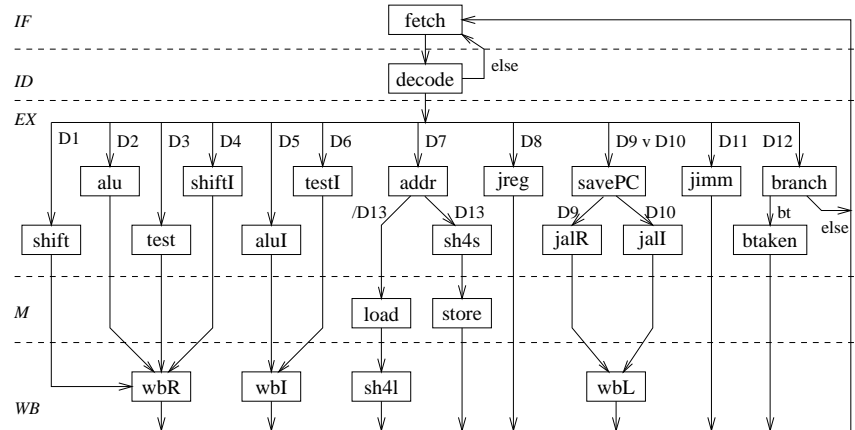 IF
fetch
else
ID
decode
EX
D1 D2 D3 D4 D5 D6 D7 D8 D9 v D10 D11 D12
alu shiftI testI addr jreg savePC jimm branch
/D13 D13 D9 D10 bt
else
shift test aluI sh4s jalR jalI btaken
M
load store
wbR wbI sh4l wbL
WB